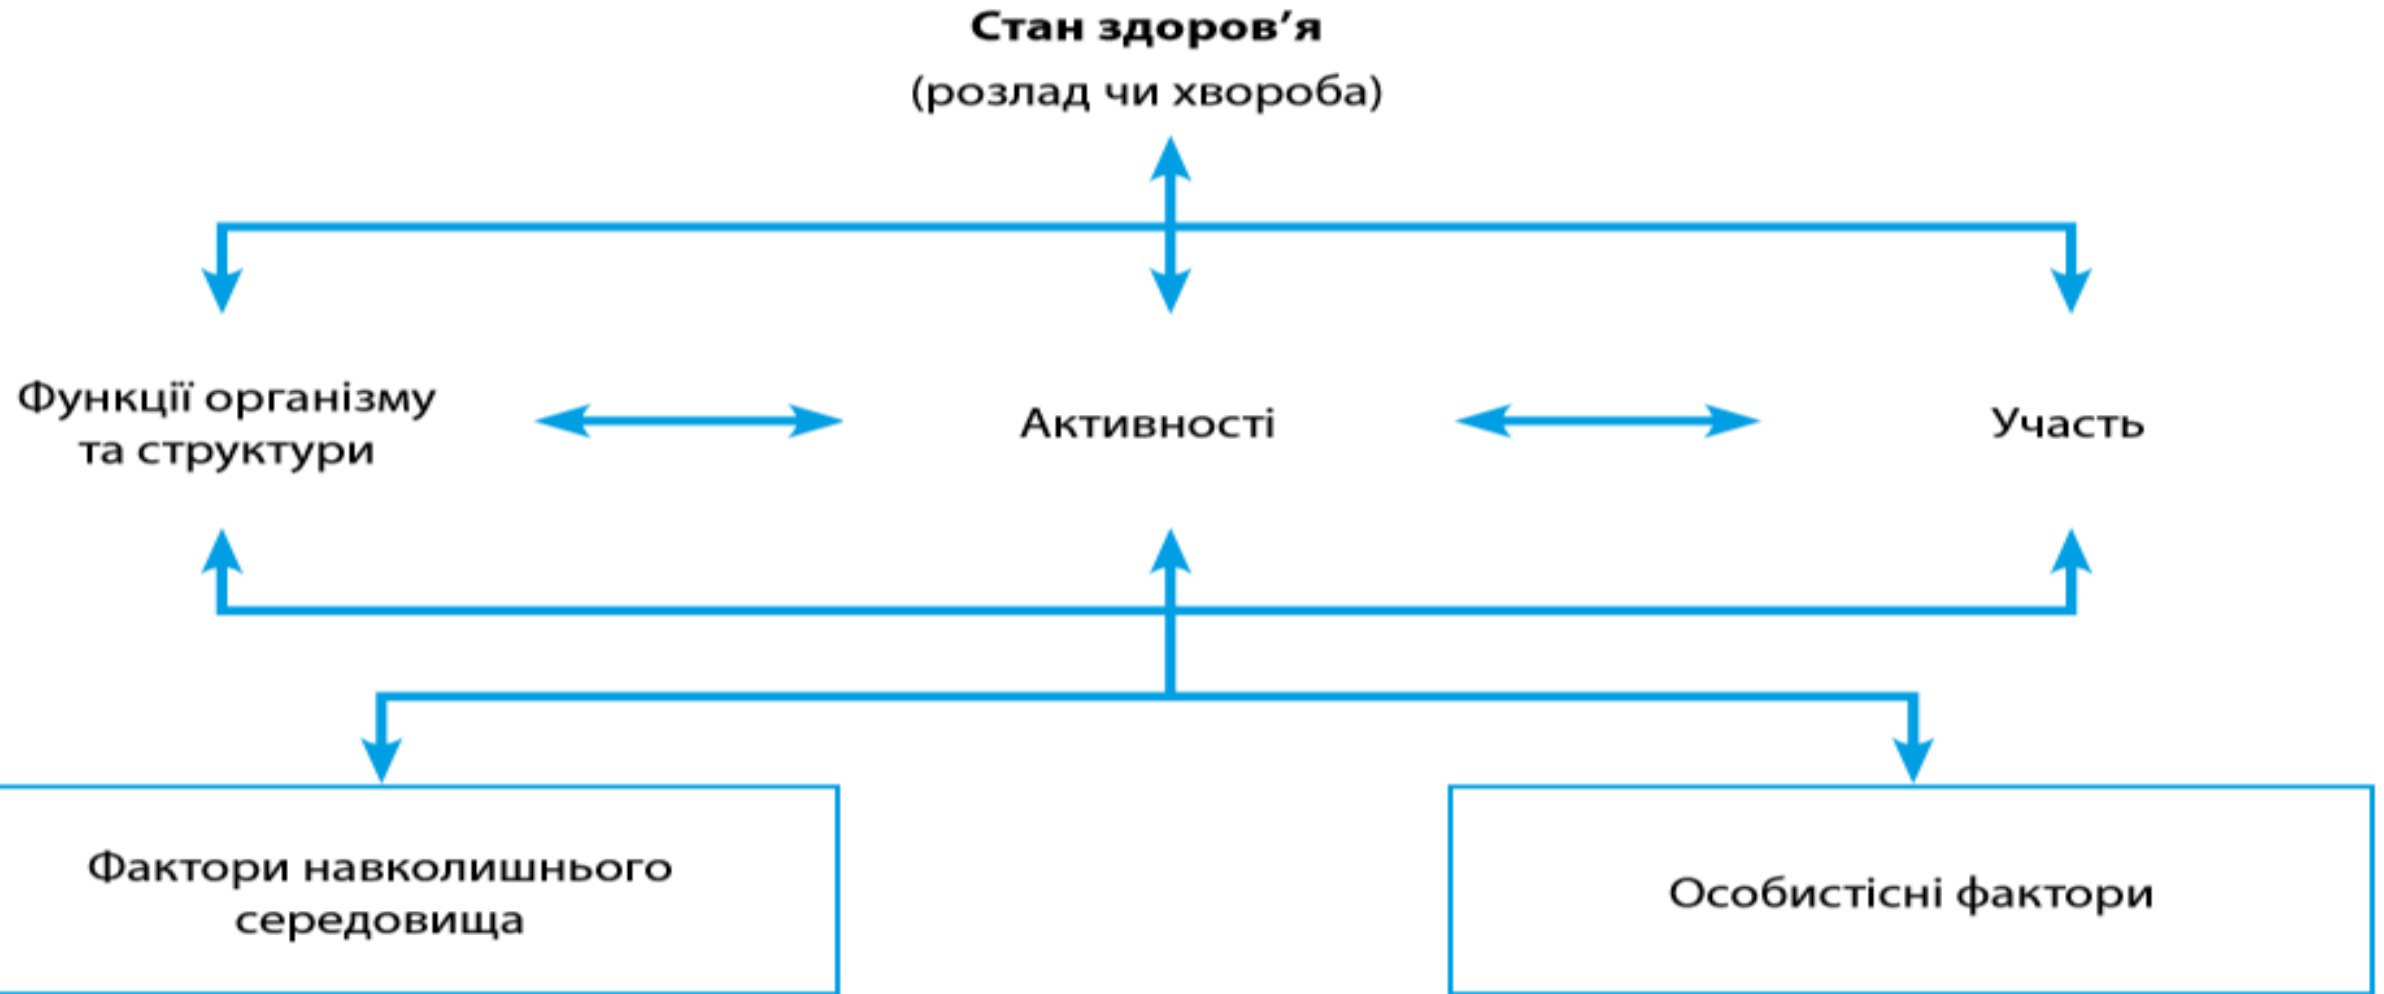 Стан здоров’я
(розлад чи хвороба)
Функції організму
та структури
Активності
Участь
Фактори навколишнього
середовища
Особистісні фактори